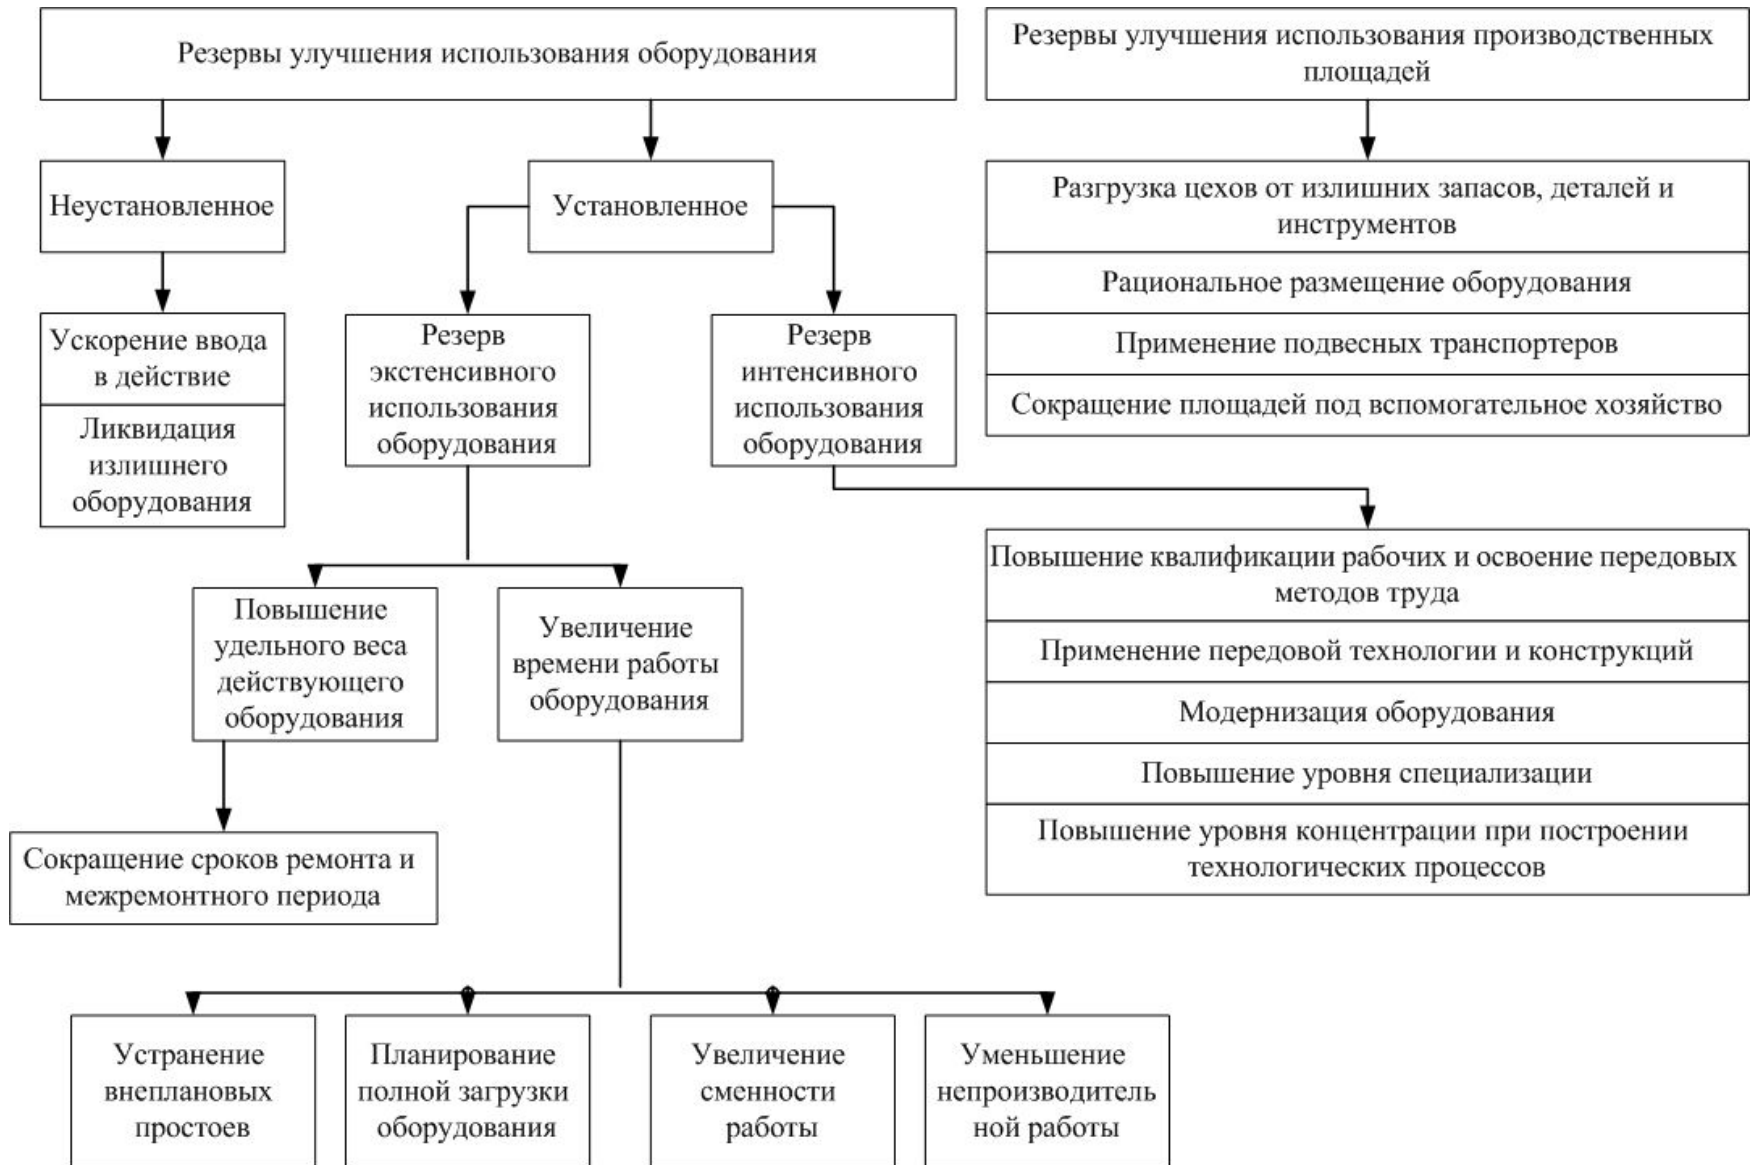 Резервы улучшения использования оборудования
Резервы улучшения использования производственных
площадей
Неустановленное
Установленное
Разгрузка цехов от излишних запасов, деталей и
инструментов
Рациональное размещение оборудования
Применение подвесных транспортеров
Сокращение площадей под вспомогательное хозяйство
Ускорение ввода
в действие
Ликвидация
излишнего
оборудования
Резерв
экстенсивного
использования
оборудования
Резерв
интенсивного
использования
оборудования
Повышение квалификации рабочих и освоение передовых
методов труда
Применение передовой технологии и конструкций
Модернизация оборудования
Повышение уровня специализации
Повышение уровня концентрации при построении
технологических процессов
Повышение
удельного веса
действующего
оборудования
Увеличение
времени работы
оборудования
Сокращение сроков ремонта и
межремонтного периода
Устранение
внеплановых
простоев
Планирование
полной загрузки
оборудования
Увеличение
сменности
работы
Уменьшение
непроизводитель
ной работы